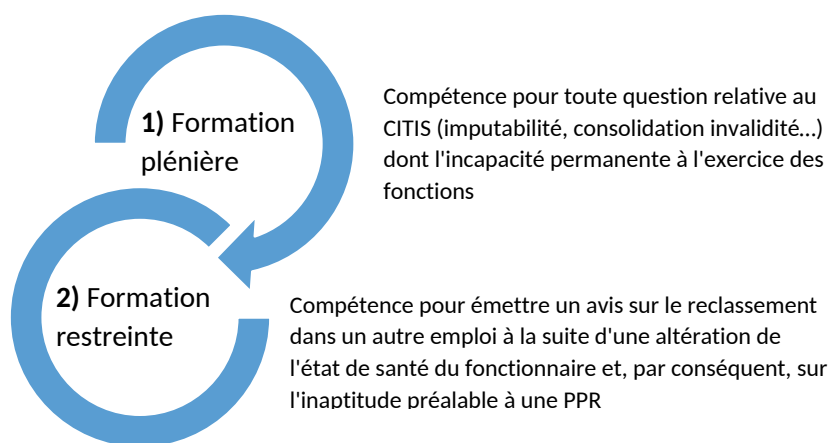 1) Formation
plénière
Compétence pour toute question relative au
CITIS (imputabilité, consolidation invalidité...)
dont l'incapacité permanente à l'exercice des
fonctions
2) Formation
restreinte
Compétence pour émettre un avis sur le reclassement
dans un autre emploi à la suite d'une altération de
l'état de santé du fonctionnaire et, par conséquent, sur
l'inaptitude préalable à une PPR